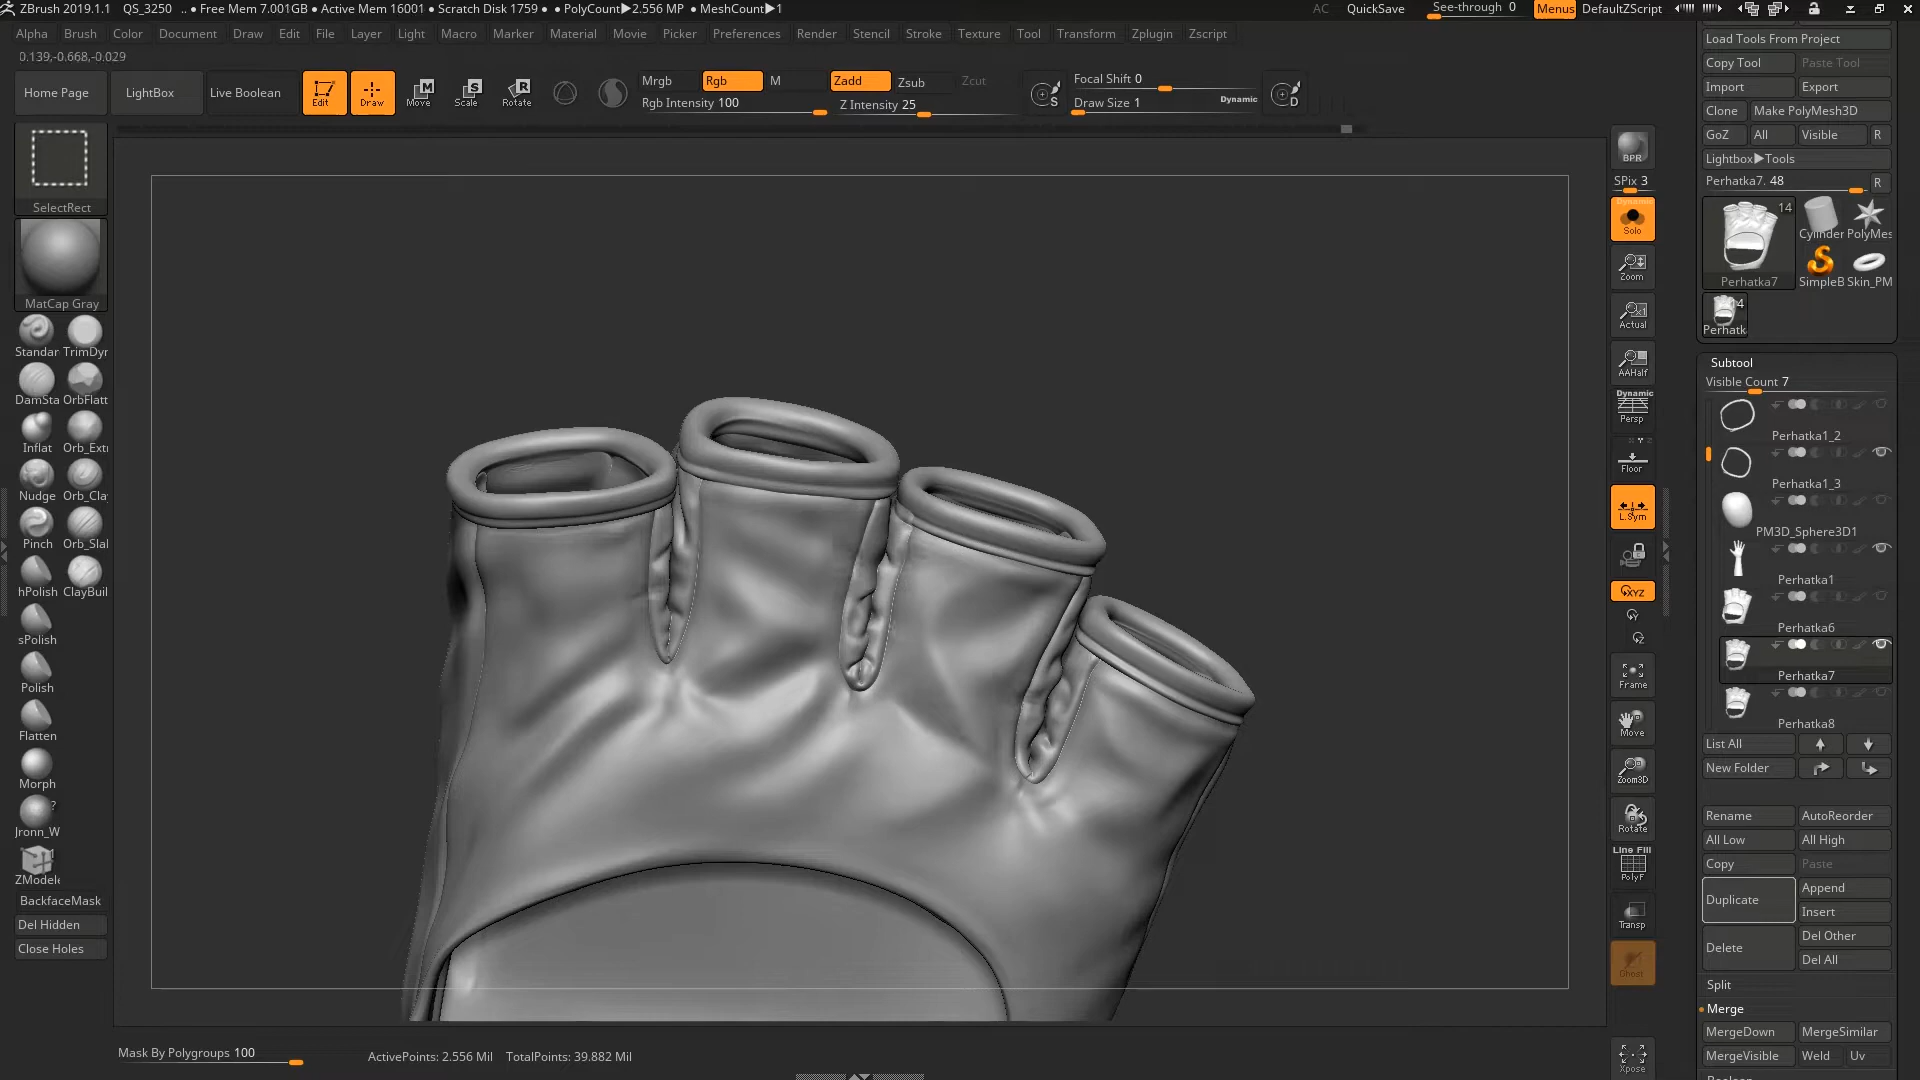 ZBrush 2019.1.1 QS_3250 .. ● Free Mem 7.001GB ● Active Mem 16001 ● Scratch Disk 1759 ● ● PolyCount▶2.556 MP ● MeshCount▶1 AC QuickSave See-through 0 Menus DefaultZScript
Alpha Brush Color Document Draw Edit File Layer Light Macro Marker Material Movie Picker Preferences Render Stencil Stroke Texture Tool Transform Zplugin Zscript
0.139,-0.668,-0.029
Home Page LightBox Live Boolean Edit Draw Move Scale Rotate
Mrgb Rgb M Zadd Zsub Zcut
Rgb Intensity 100 Z Intensity 25
S Focal Shift 0
Draw Size 1 Dynamic D
SelectRect
MatCap Gray
Standar TrimDyr
DamSta OrbFlatt
Inflat Orb_Extr
Nudge Orb_Cla
Pinch Orb_Slal
hPolish ClayBuil
sPolish
Polish
Flatten
Morph
?
Jronn_W
ZModele
BackfaceMask
Del Hidden
Close Holes
BPR
SPix 3
Dynamic
Solo
Zoom
Actual
AAHalf
Dynamic
Persp
Floor
L.Sym
XYZ
Y
Z
Frame
Move
Zoom3D
Rotate
Line Fill
PolyF
Transp
Ghost
Xpose
Load Tools From Project
Copy Tool Paste Tool
Import Export
Clone Make PolyMesh3D
GoZ All Visible R
Lightbox▶Tools
Perhatka7. 48 R
14
Cylinder PolyMes
Perhatka7 SimpleB Skin_PM
14
Perhatk
Subtool
Visible Count 7
Perhatka1_2
Perhatka1_3
PM3D_Sphere3D1
Perhatka1
Perhatka6
Perhatka7
Perhatka8
List All
New Folder
Rename AutoReorder
All Low All High
Copy Paste
Duplicate Append
Insert
Delete Del Other
Del All
Split
Merge
MergeDown MergeSimilar
MergeVisible Weld Uv
Mask By Polygroups 100 ActivePoints: 2.556 Mil TotalPoints: 39.882 Mil